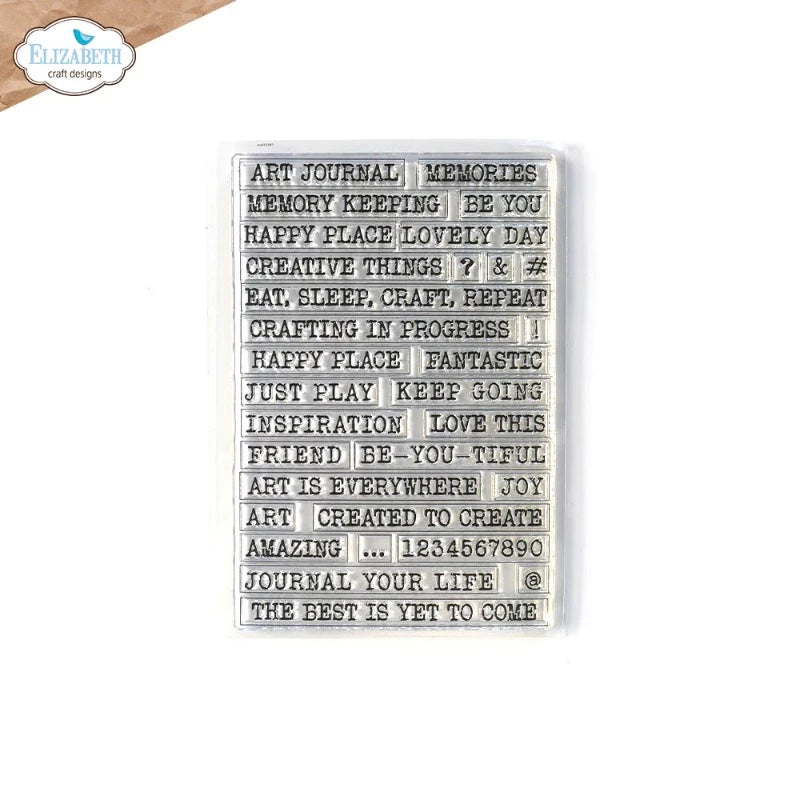 ELIZABETH
craft designs
ART JOURNAL MEMORIES
MEMORY KEEPING BE YOU
HAPPY PLACE LOVELY DAY
CREATIVE THINGS ? & #
EAT, SLEEP, CRAFT, REPEAT
CRAFTING IN PROGRESS !
HAPPY PLACE FANTASTIC
JUST PLAY KEEP GOING
INSPIRATION LOVE THIS
FRIEND BE-YOU-TIFUL
ART IS EVERYWHERE JOY
ART CREATED TO CREATE
AMAZING ... 1234567890
JOURNAL YOUR LIFE @
THE BEST IS YET TO COME